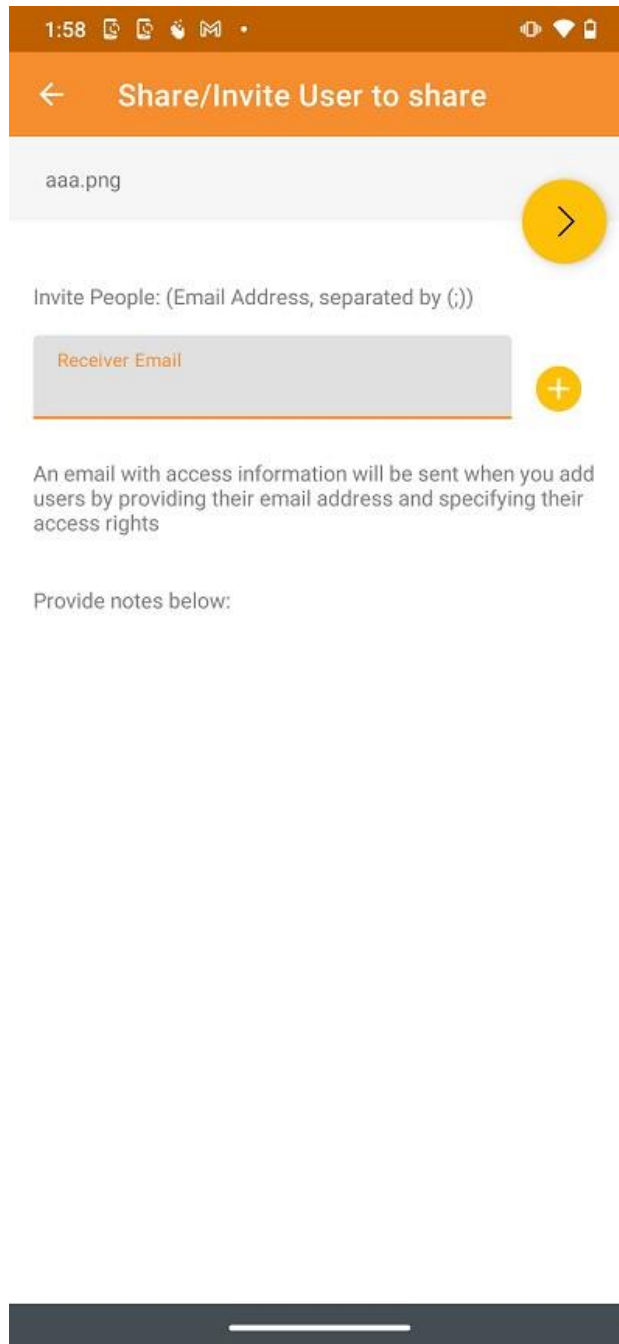 1:58
Share/Invite User to share
aaa.png
Invite People: (Email Address, separated by (;))
Receiver Email
An email with access information will be sent when you add
users by providing their email address and specifying their
access rights
Provide notes below: